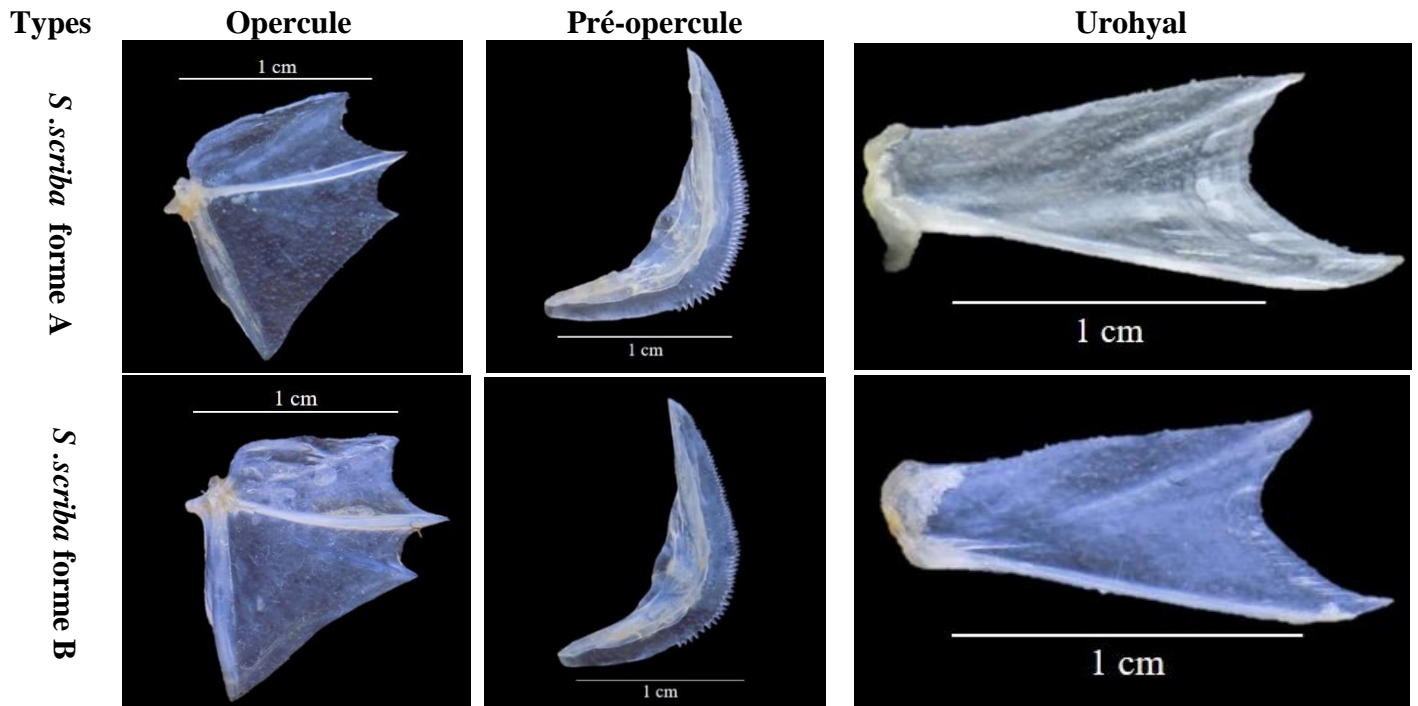 Types Opercule Pré-opercule Urohyal
S .scriba forme A
1 cm
1 cm
1 cm
S .scriba forme B
1 cm
1 cm
1 cm